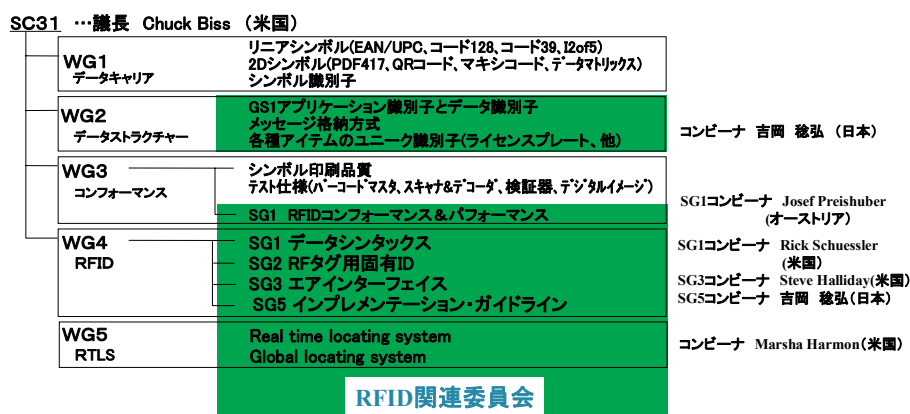 SC31 …議長 Chuck Biss （米国）
WG1
データキャリア
リニアシンボル(EAN/UPC、コード128、コード39、I2of5)
2Dシンボル(PDF417、QRコード、マキシコード、データマトリックス)
シンボル識別子
WG2
データストラクチャー
GS1アプリケーション識別子とデータ識別子
メッセージ格納方式
各種アイテムのユニーク識別子(ライセンスプレート、他)
コンビーナ 吉岡 稔弘 （日本）
WG3
コンフォーマンス
シンボル印刷品質
テスト仕様(バーコードマスタ、スキャナ&デコーダ、検証器、デジタルイメージ)
SG1 RFIDコンフォーマンス＆パフォーマンス
SG1コンビーナ Josef Preishuber
(オーストリア)
WG4
RFID
SG1 データシンタックス
SG2 RFタグ用固有ID
SG3 エアインターフェイス
SG5 インプレメンテーション・ガイドライン
SG1コンビーナ Rick Schuessler
(米国)
SG3コンビーナ Steve Halliday(米国)
SG5コンビーナ 吉岡 稔弘(日本)
WG5
RTLS
Real time locating system
Global locating system
コンビーナ Marsha Harmon(米国)
RFID関連委員会